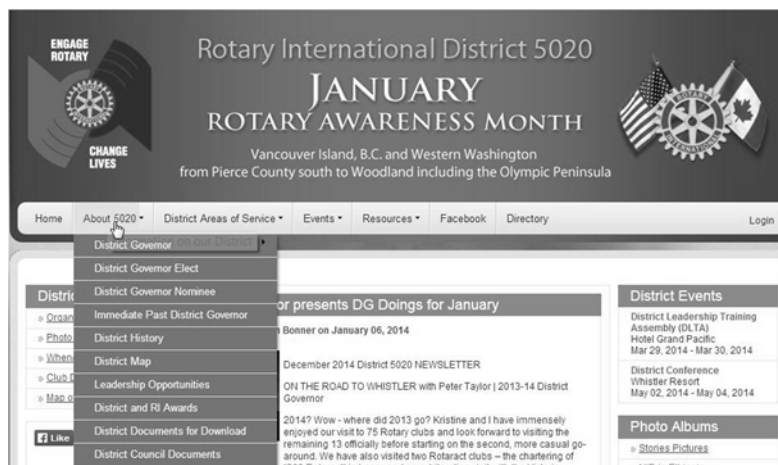 ENGAGE
ROTARY
CHANGE
LIVES
Rotary International District 5020
JANUARY
ROTARY AWARENESS MONTH
Vancouver Island, B.C. and Western Washington
from Pierce County south to Woodland including the Olympic Peninsula
ROTARY
INTERNATIONAL
Home About 5020 District Areas of Service Events Resources Facebook Directory Login
District Governor
on our District
District Governor Elect
District Governor Nominee
Immediate Past District Governor
District History
District Map
Leadership Opportunities
District and RI Awards
District Documents for Download
District Council Documents
» Photo
» Club D
Like
or presents DG Doings for January
Bonner on January 06, 2014
December 2014 District 5020 NEWSLETTER
ON THE ROAD TO WHISTLER with Peter Taylor | 2013-14 District
Governor
2014? Wow - where did 2013 go? Kristine and I have immensely
enjoyed our visit to 75 Rotary clubs and look forward to visiting the
remaining 13 officially before starting on the second, more casual go-
around. We have also visited two Rotaract clubs – the chartering of
District Events
District Leadership Training
Assembly (DLTA)
Hotel Grand Pacific
Mar 29, 2014 - Mar 30, 2014
District Conference
Whistler Resort
May 02, 2014 - May 04, 2014
Photo Albums
» Stories Pictures